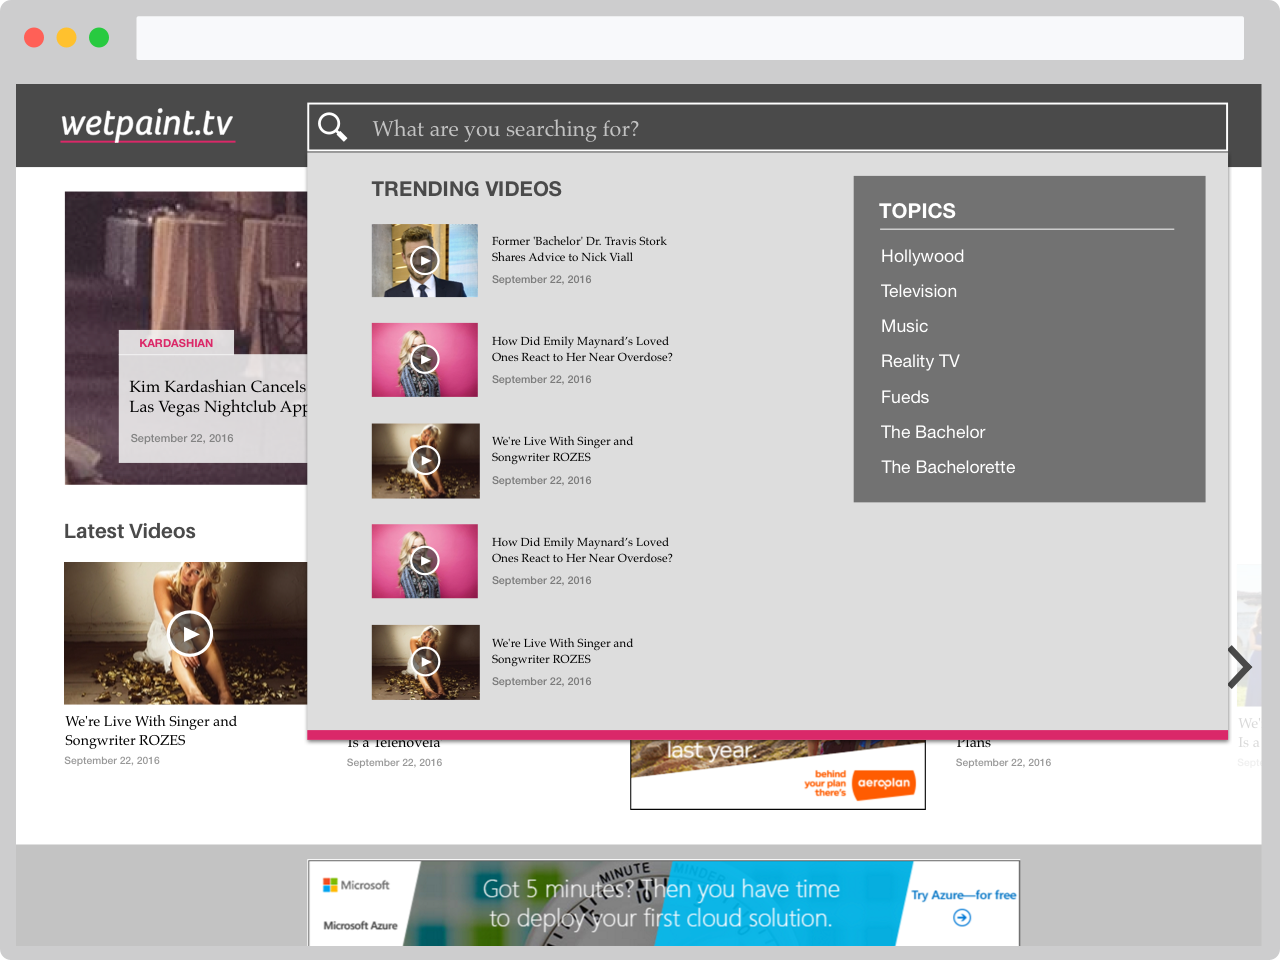 wetpaint.tv
What are you searching for?
TRENDING VIDEOS
Former 'Bachelor' Dr. Travis Stork
Shares Advice to Nick Viall
September 22, 2016
How Did Emily Maynard’s Loved
Ones React to Her Near Overdose?
September 22, 2016
We're Live With Singer and
Songwriter ROZES
September 22, 2016
How Did Emily Maynard’s Loved
Ones React to Her Near Overdose?
September 22, 2016
We're Live With Singer and
Songwriter ROZES
September 22, 2016
TOPICS
Hollywood
Television
Music
Reality TV
Fueds
The Bachelor
The Bachelorette
KARDASHIAN
Kim Kardashian Cancels
Las Vegas Nightclub App
September 22, 2016
Latest Videos
We're Live With Singer and
Songwriter ROZES
September 22, 2016
Is a Telenovela
September 22, 2016
last year.
behind
your plan
there's
aeroplan
Plans
September 22, 2016
We'
Is a
Sept
Microsoft
Microsoft Azure
MINUTE
MINDER
Got 5 minutes? Then you have time
to deploy your first cloud solution.
Try Azure—for free